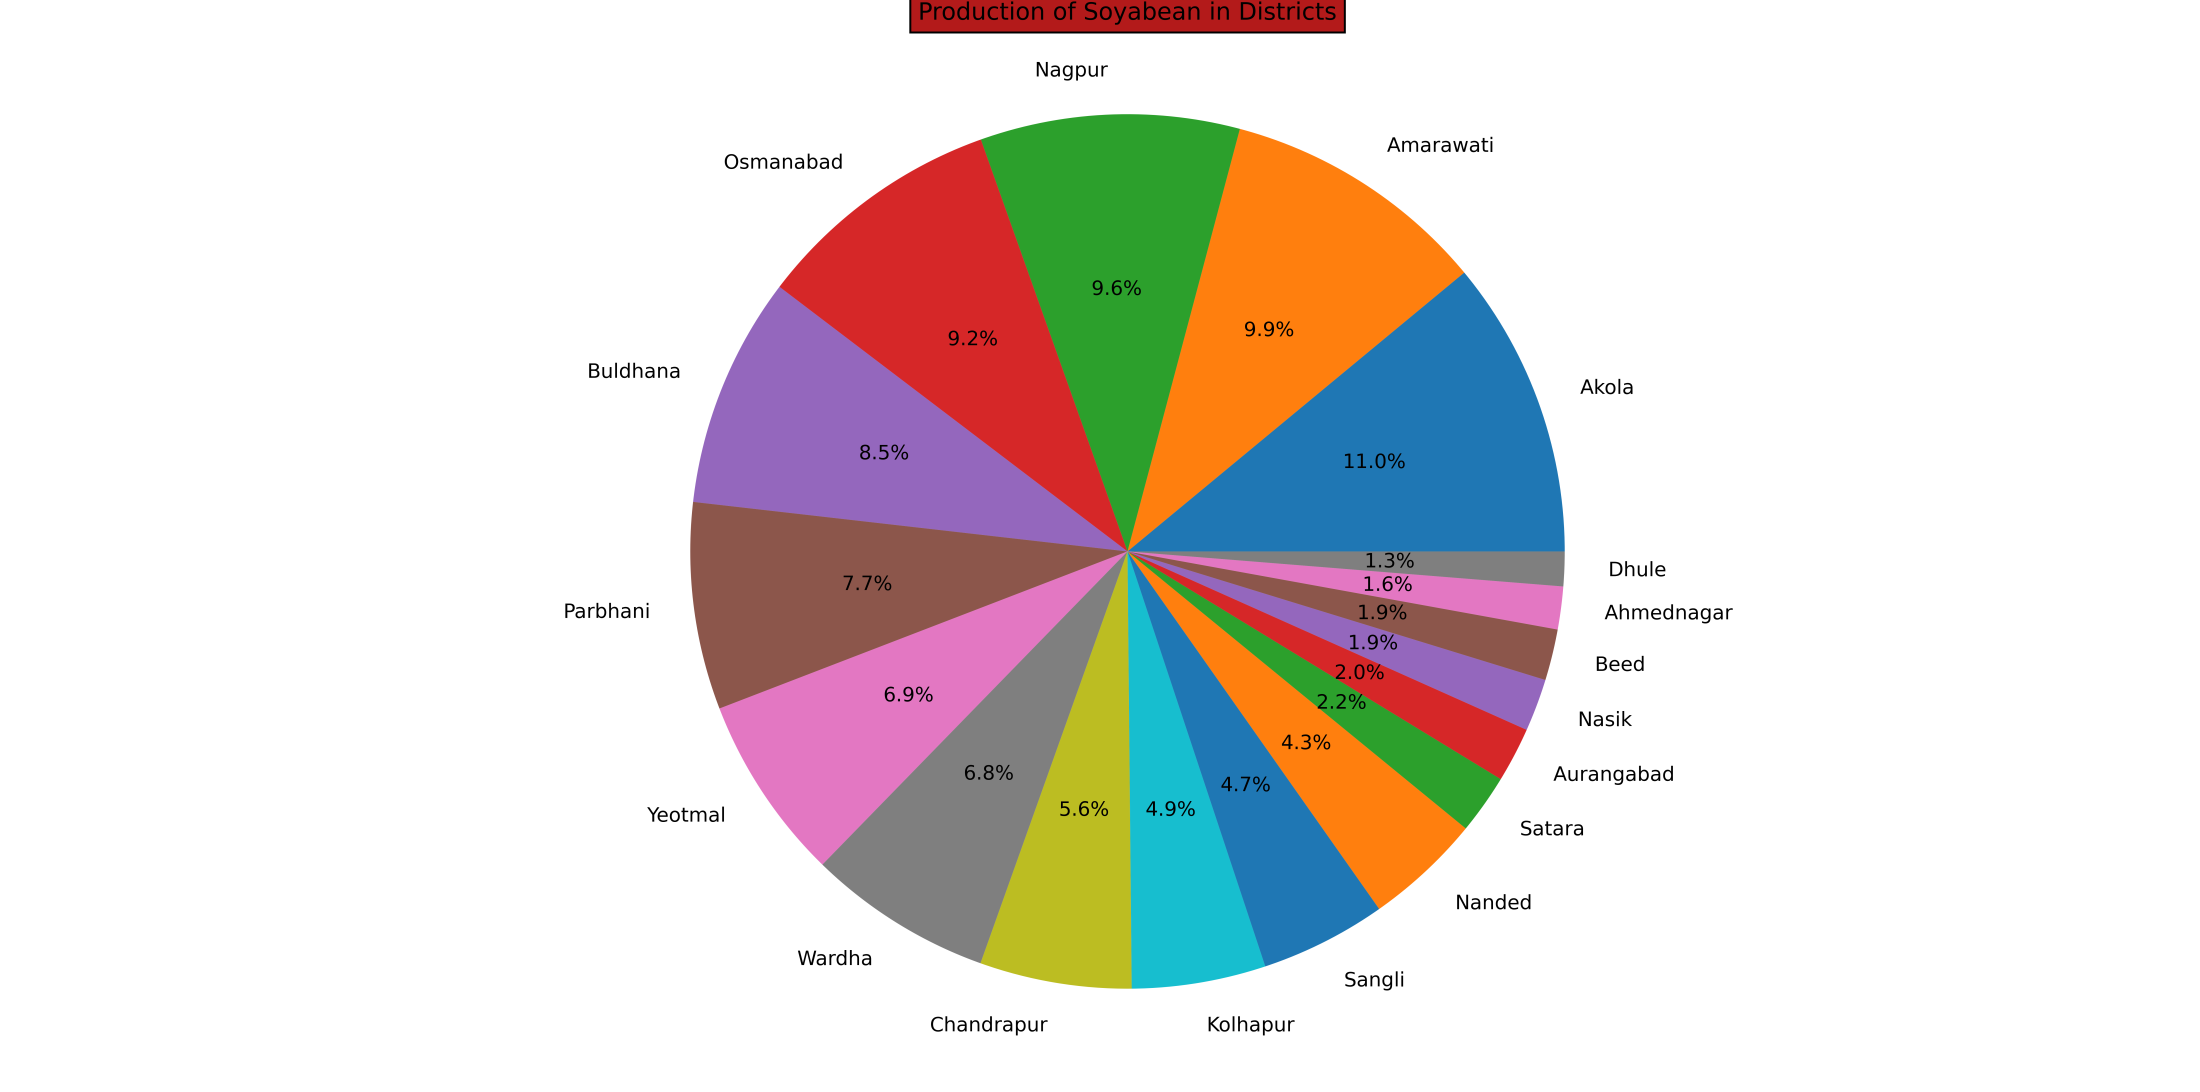 Production of Soyabean in Districts
Nagpur
Amarawati
Osmanabad
9.6%
9.9%
9.2%
Buldhana
Akola
8.5%
11.0%
1.3%
Dhule
7.7%
1.6%
Parbhani
1.9%
Ahmednagar
1.9%
Beed
2.0%
6.9%
2.2%
Nasik
4.3%
6.8%
Aurangabad
4.7%
5.6%
4.9%
Yeotmal
Satara
Nanded
Wardha
Sangli
Chandrapur
Kolhapur